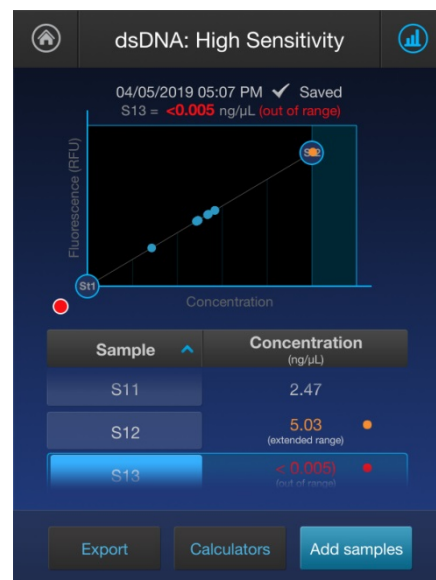 dsDNA: High Sensitivity
04/05/2019 05:07 PM ✓ Saved
S13 = <0.005 ng/µL (out of range)
Fluorescence (RFU)
St2
St1
Concentration
Sample Concentration
(ng/µL)
S11 2.47
S12 5.03
(extended range)
S13 < 0.005)
(out of range)
Export Calculators Add samples